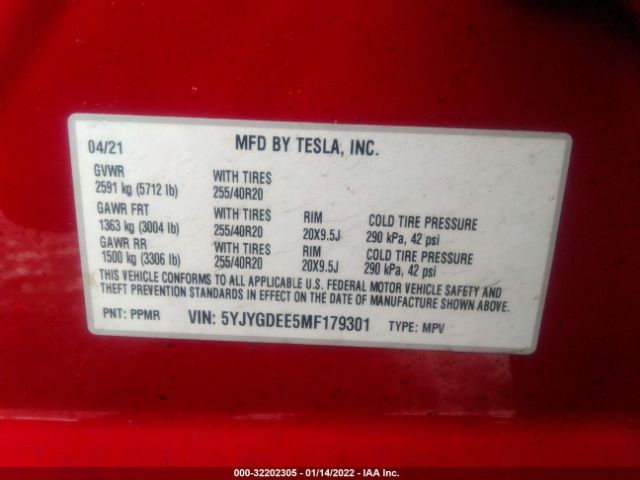 04/21 MFD BY TESLA, INC.
GVWR WITH TIRES
2591 kg (5712 lb) 255/40R20
GAWR FRT WITH TIRES RIM COLD TIRE PRESSURE
1363 kg (3004 lb) 255/40R20 20X9.5J 290 kPa, 42 psi
GAWR RR WITH TIRES RIM COLD TIRE PRESSURE
1500 kg (3306 lb) 255/40R20 20X9.5J 290 kPa, 42 psi
THIS VEHICLE CONFORMS TO ALL APPLICABLE U.S. FEDERAL MOTOR VEHICLE SAFETY AND
THEFT PREVENTION STANDARDS IN EFFECT ON THE DATE OF MANUFACTURE SHOWN ABOVE.
PNT: PPMR VIN: 5YJYGDEE5MF179301 TYPE: MPV
000-32202305 - 01/14/2022 - IAA Inc.